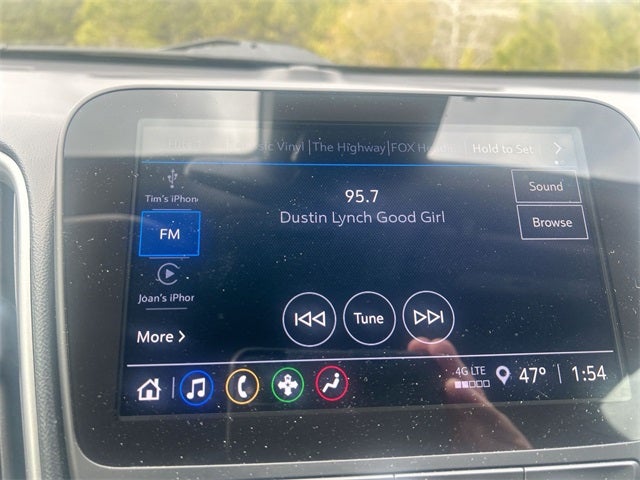 Classic Vinyl | The Highway | FOX Hold to Set
Tim's iPhon
95.7
Sound
Dustin Lynch Good Girl
FM
Browse
Joan's iPhor
Tune
More
4G LTE
47° | 1:54